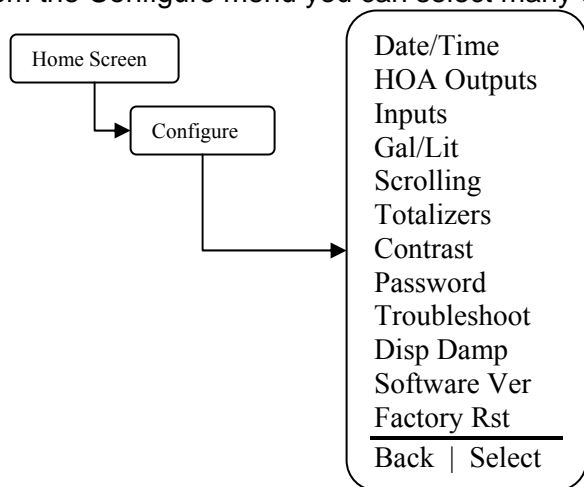 the Configure menu you can select many
Home Screen
Configure
Date/Time
HOA Outputs
Inputs
Gal/Lit
Scrolling
Totalizers
Contrast
Password
Troubleshoot
Disp Damp
Software Ver
Factory Rst
Back | Select